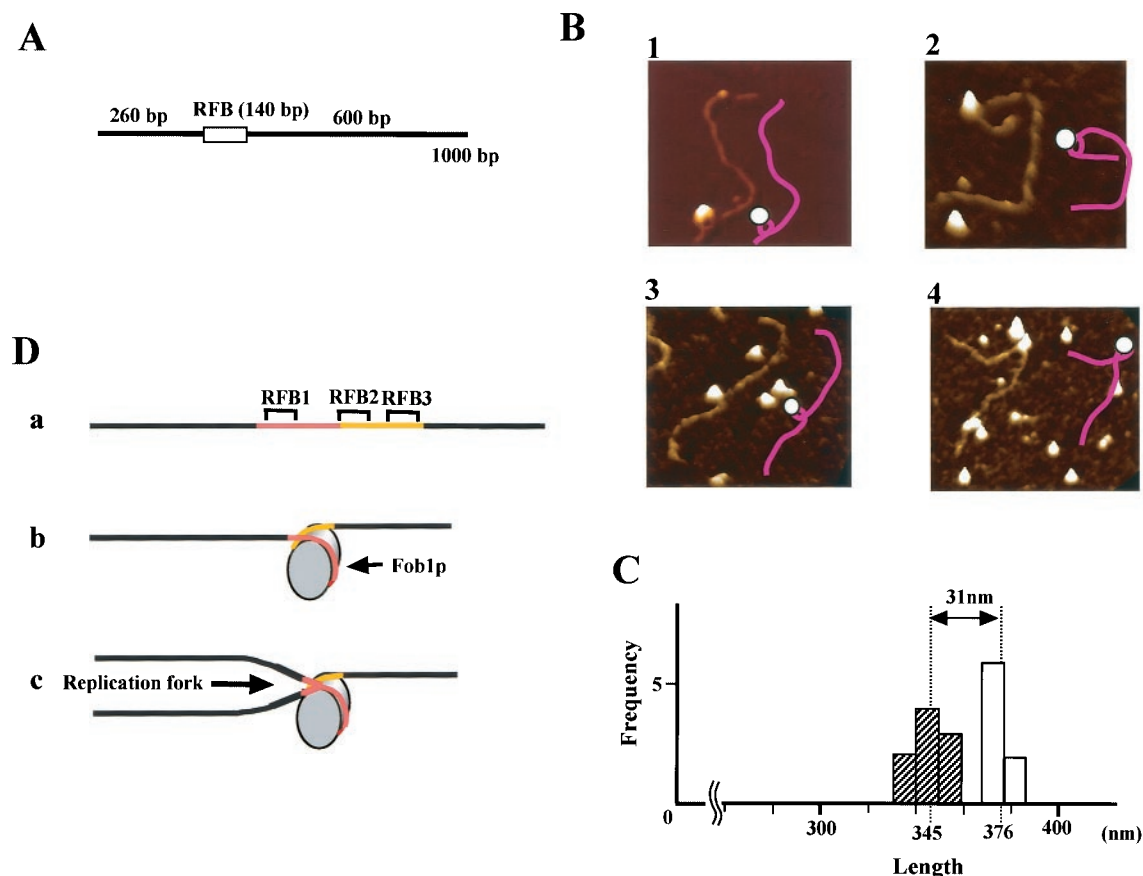 A
260 bp
RFB (140 bp)
600 bp
1000 bp
B
1
2
3
4
D
a
RFB1
RFB2
RFB3
b
Fob1p
c
Replication fork
C
31nm
Frequency
5
0
300
345
376
400
(nm)
Length